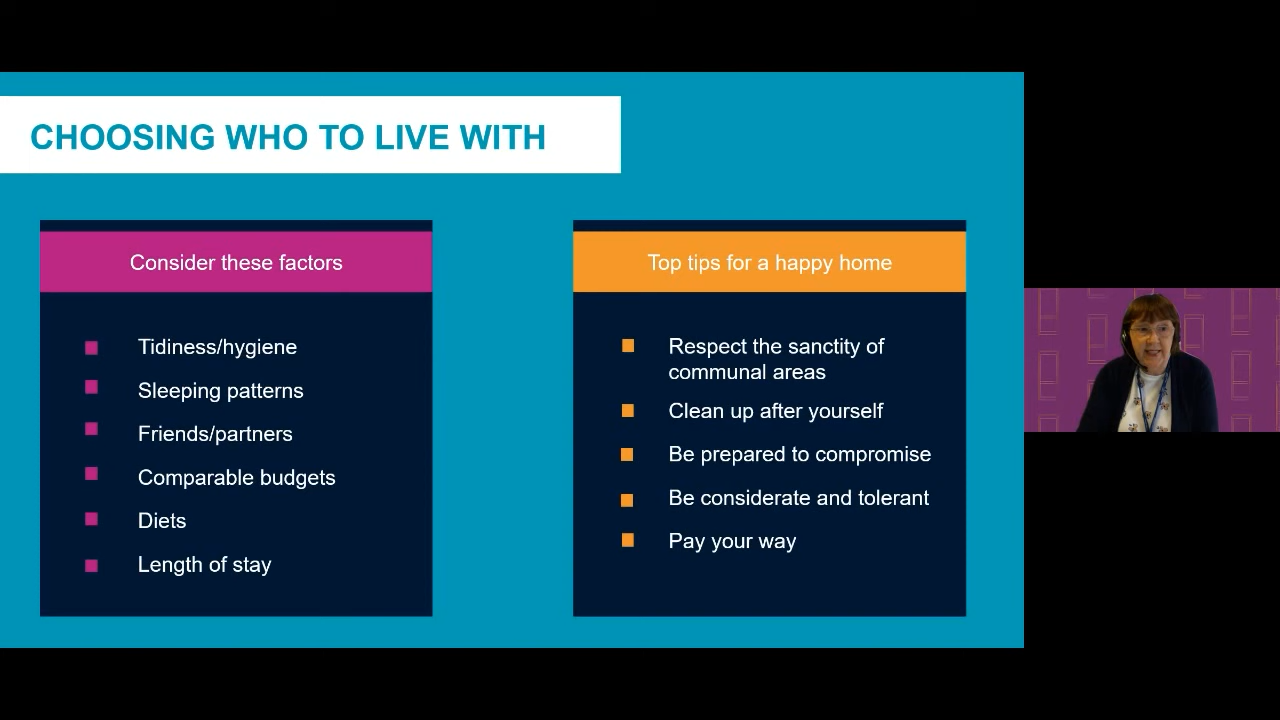 CHOOSING WHO TO LIVE WITH
Consider these factors
Tidiness/hygiene
Sleeping patterns
Friends/partners
Comparable budgets
Diets
Length of stay
Top tips for a happy home
Respect the sanctity of
communal areas
Clean up after yourself
Be prepared to compromise
Be considerate and tolerant
Pay your way